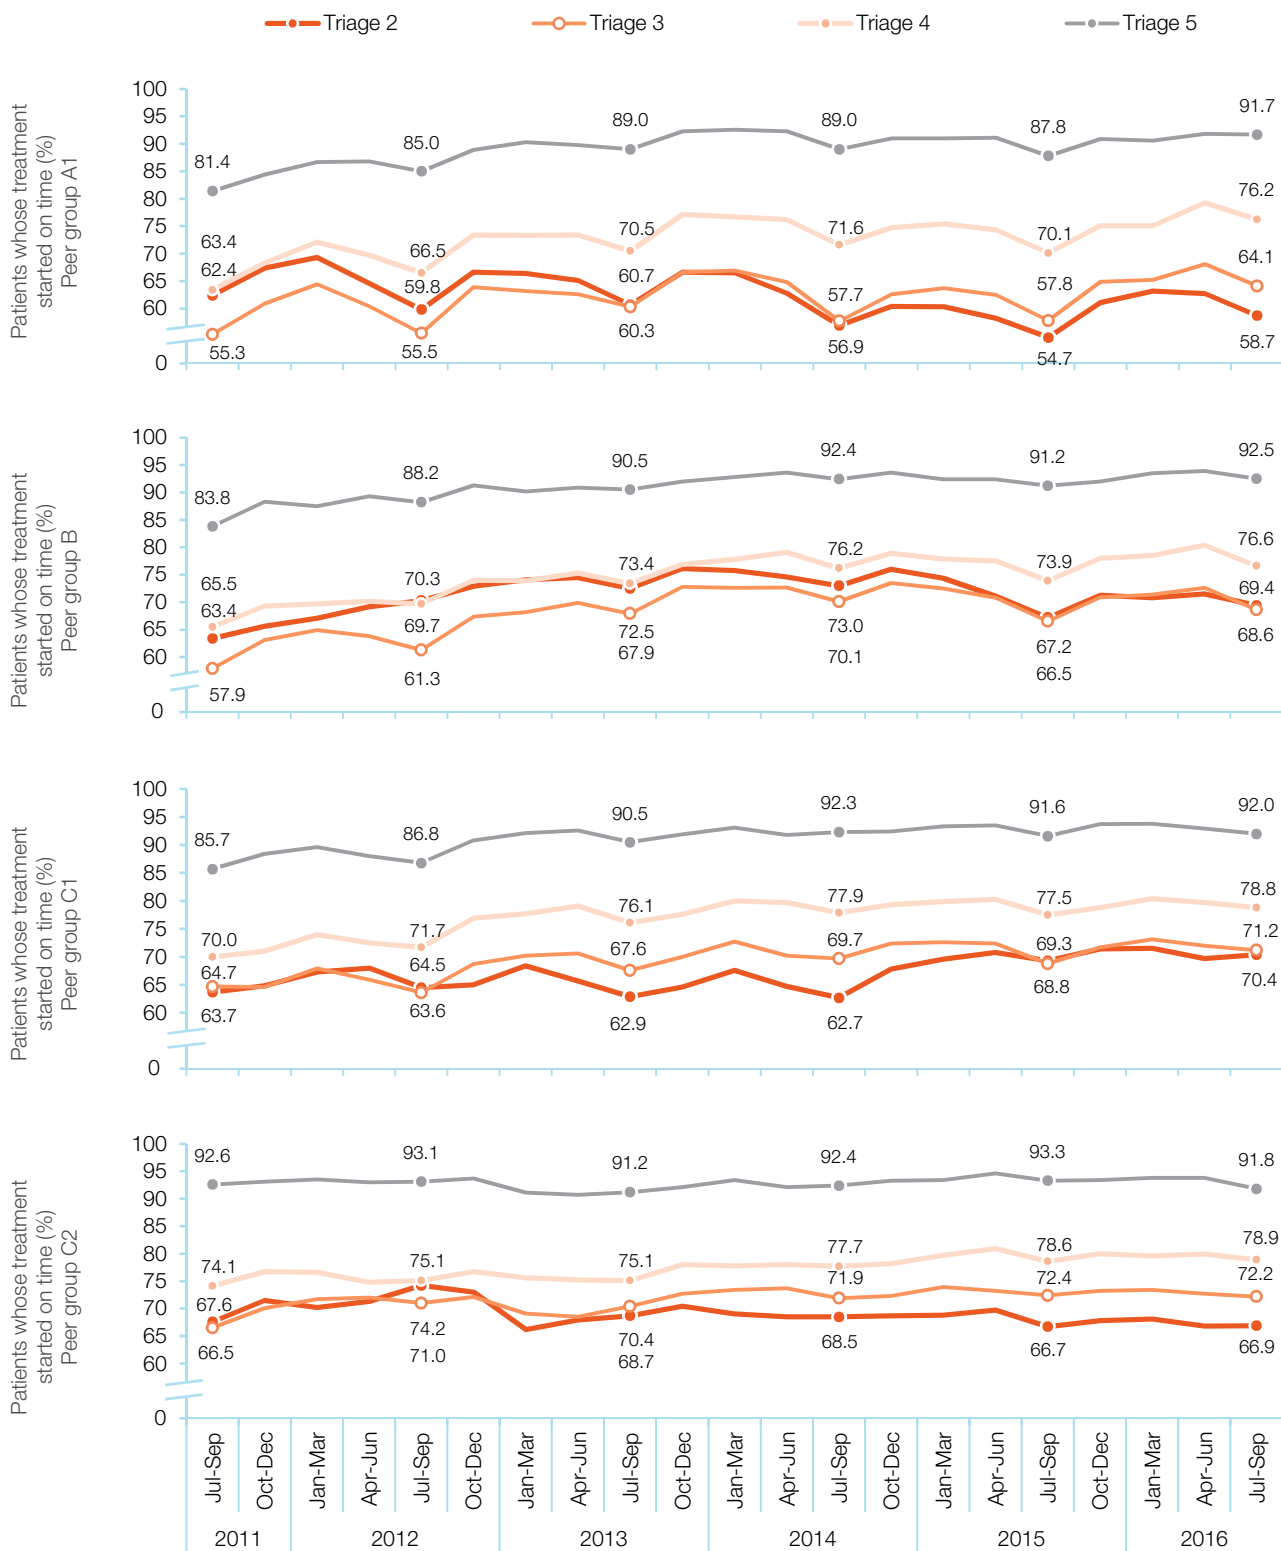 Triage 2 Triage 3 Triage 4 Triage 5
Patients whose treatment
started on time (%)
Peer group A1
100
95
90
85
80
75
70
65
60
0
81.4 85.0 89.0 89.0 87.8 91.7
63.4 66.5 70.5 71.6 70.1 76.2
62.4 59.8 60.7 57.7 57.8 64.1
55.3 55.5 60.3 56.9 54.7 58.7
Patients whose treatment
started on time (%)
Peer group B
100
95
90
85
80
75
70
65
60
0
83.8 88.2 90.5 92.4 91.2 92.5
65.5 70.3 73.4 76.2 73.9 76.6
63.4 69.7 72.5 73.0 67.2 69.4
57.9 61.3 67.9 70.1 66.5 68.6
Patients whose treatment
started on time (%)
Peer group C1
100
95
90
85
80
75
70
65
60
0
85.7 86.8 90.5 92.3 91.6 92.0
70.0 71.7 76.1 77.9 77.5 78.8
64.7 64.5 67.6 69.7 69.3 71.2
63.7 63.6 62.9 62.7 68.8 70.4
Patients whose treatment
started on time (%)
Peer group C2
100
95
90
85
80
75
70
65
60
0
92.6 93.1 91.2 92.4 93.3 91.8
74.1 75.1 75.1 77.7 78.6 78.9
67.6 74.2 70.4 71.9 72.4 72.2
66.5 71.0 68.7 68.5 66.7 66.9
Jul-Sep Oct-Dec Jan-Mar Apr-Jun Jul-Sep Oct-Dec Jan-Mar Apr-Jun Jul-Sep Oct-Dec Jan-Mar Apr-Jun Jul-Sep Oct-Dec Jan-Mar Apr-Jun Jul-Sep Oct-Dec Jan-Mar Apr-Jun Jul-Sep
2011 2012 2013 2014 2015 2016